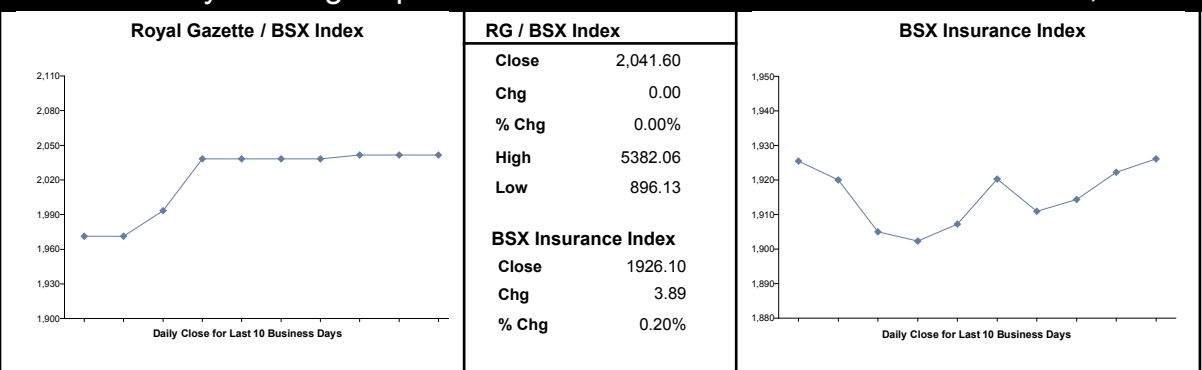 Royal Gazette / BSX Index
2,110
2,080
2,050
2,020
1,990
1,960
1,930
1,900
Daily Close for Last 10 Business Days
RG / BSX Index
Close 2,041.60
Chg 0.00
% Chg 0.00%
High 5382.06
Low 896.13
BSX Insurance Index
Close 1926.10
Chg 3.89
% Chg 0.20%
BSX Insurance Index
1,950
1,940
1,930
1,920
1,910
1,900
1,890
1,880
Daily Close for Last 10 Business Days